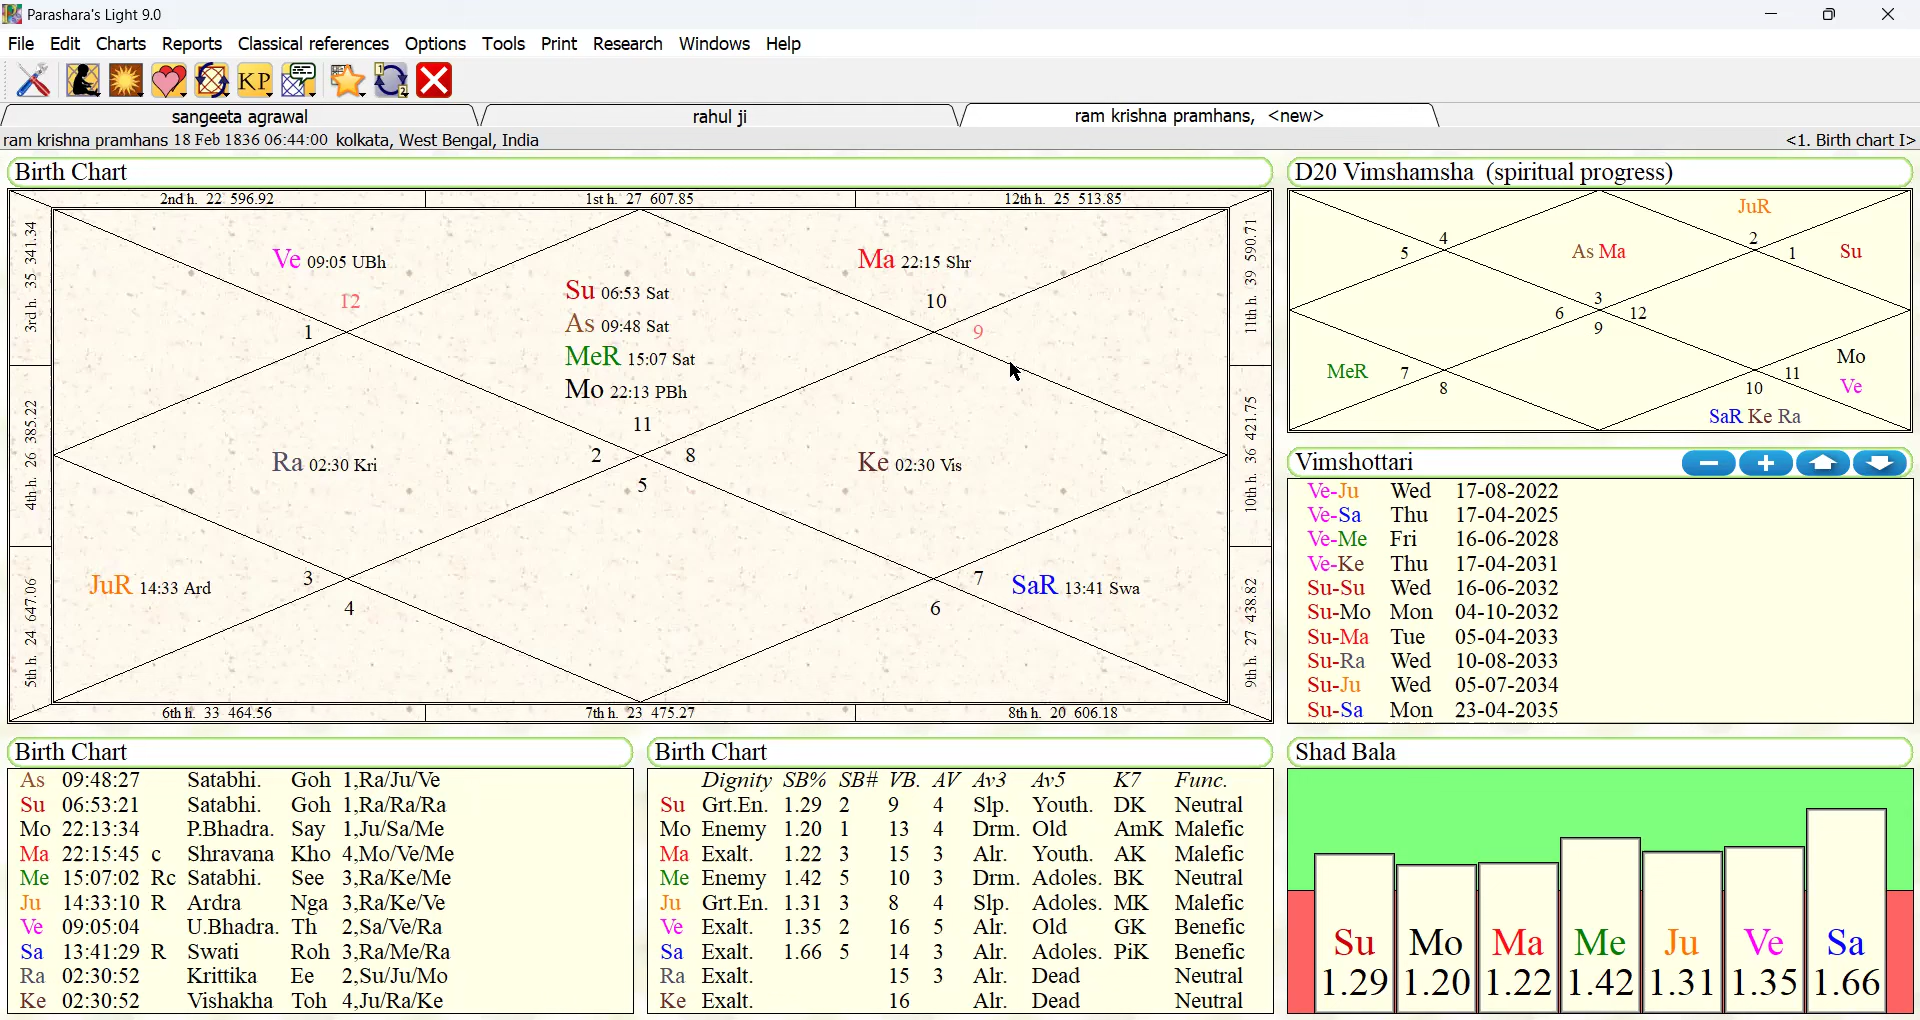 Parashara's Light 9.0
File Edit Charts Reports Classical references Options Tools Print Research Windows Help
KP
1
2
sangeeta agrawal
rahul ji
ram krishna pramhans, <new>
ram krishna pramhans 18 Feb 1836 06:44:00 kolkata, West Bengal, India
<1. Birth chart I>
Birth Chart
2nd h. 22 596.92
1st h. 27 607.85
12th h. 25 513.85
3rd h. 35 341.34
4th h. 26 385.22
5th h. 24 647.06
11th h. 39 590.71
10th h. 36 421.75
9th h. 27 438.82
Ve 09:05 UBh
12
1
Su 06:53 Sat
As 09:48 Sat
MeR 15:07 Sat
Mo 22:13 PBh
11
Ma 22:15 Shr
10
9
Ra 02:30 Kri
2
8
5
Ke 02:30 Vis
JuR 14:33 Ard
3
4
7
SaR 13:41 Swa
6
6th h. 33 464.56
7th h. 23 475.27
8th h. 20 606.18
D20 Vimshamsha (spiritual progress)
JuR
4
2
5
As Ma
1
Su
3
6
12
9
Mo
MeR
7
11
8
10
Ve
SaR Ke Ra
Vimshottari
Ve-Ju Wed 17-08-2022
Ve-Sa Thu 17-04-2025
Ve-Me Fri 16-06-2028
Ve-Ke Thu 17-04-2031
Su-Su Wed 16-06-2032
Su-Mo Mon 04-10-2032
Su-Ma Tue 05-04-2033
Su-Ra Wed 10-08-2033
Su-Ju Wed 05-07-2034
Su-Sa Mon 23-04-2035
Birth Chart
As 09:48:27 Satabhi. Goh 1,Ra/Ju/Ve
Su 06:53:21 Satabhi. Goh 1,Ra/Ra/Ra
Mo 22:13:34 P.Bhadra. Say 1,Ju/Sa/Me
Ma 22:15:45 c Shravana Kho 4,Mo/Ve/Me
Me 15:07:02 Rc Satabhi. See 3,Ra/Ke/Me
Ju 14:33:10 R Ardra Nga 3,Ra/Ke/Ve
Ve 09:05:04 U.Bhadra. Th 2,Sa/Ve/Ra
Sa 13:41:29 R Swati Roh 3,Ra/Me/Ra
Ra 02:30:52 Krittika Ee 2,Su/Ju/Mo
Ke 02:30:52 Vishakha Toh 4,Ju/Ra/Ke
Birth Chart
Dignity SB% SB# VB. AV Av3 Av5 K7 Func.
Su Grt.En. 1.29 2 9 4 Slp. Youth. DK Neutral
Mo Enemy 1.20 1 13 4 Drm. Old AmK Malefic
Ma Exalt. 1.22 3 15 3 Alr. Youth. AK Malefic
Me Enemy 1.42 5 10 3 Drm. Adoles. BK Neutral
Ju Grt.En. 1.31 3 8 4 Slp. Adoles. MK Malefic
Ve Exalt. 1.35 2 16 5 Alr. Old GK Benefic
Sa Exalt. 1.66 5 14 3 Alr. Adoles. PiK Benefic
Ra Exalt. 15 3 Alr. Dead Neutral
Ke Exalt. 16 Alr. Dead Neutral
Shad Bala
Su Mo Ma Me Ju Ve Sa
1.29 1.20 1.22 1.42 1.31 1.35 1.66